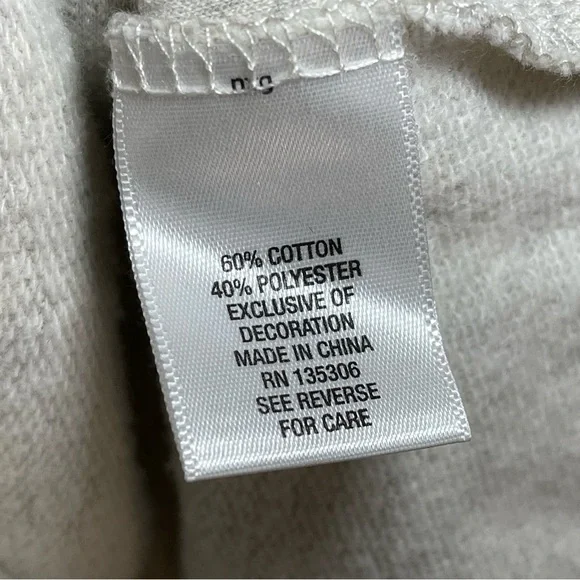 60% COTTON
40% POLYESTER
EXCLUSIVE OF
DECORATION
MADE IN CHINA
RN 135306
SEE REVERSE
FOR CARE